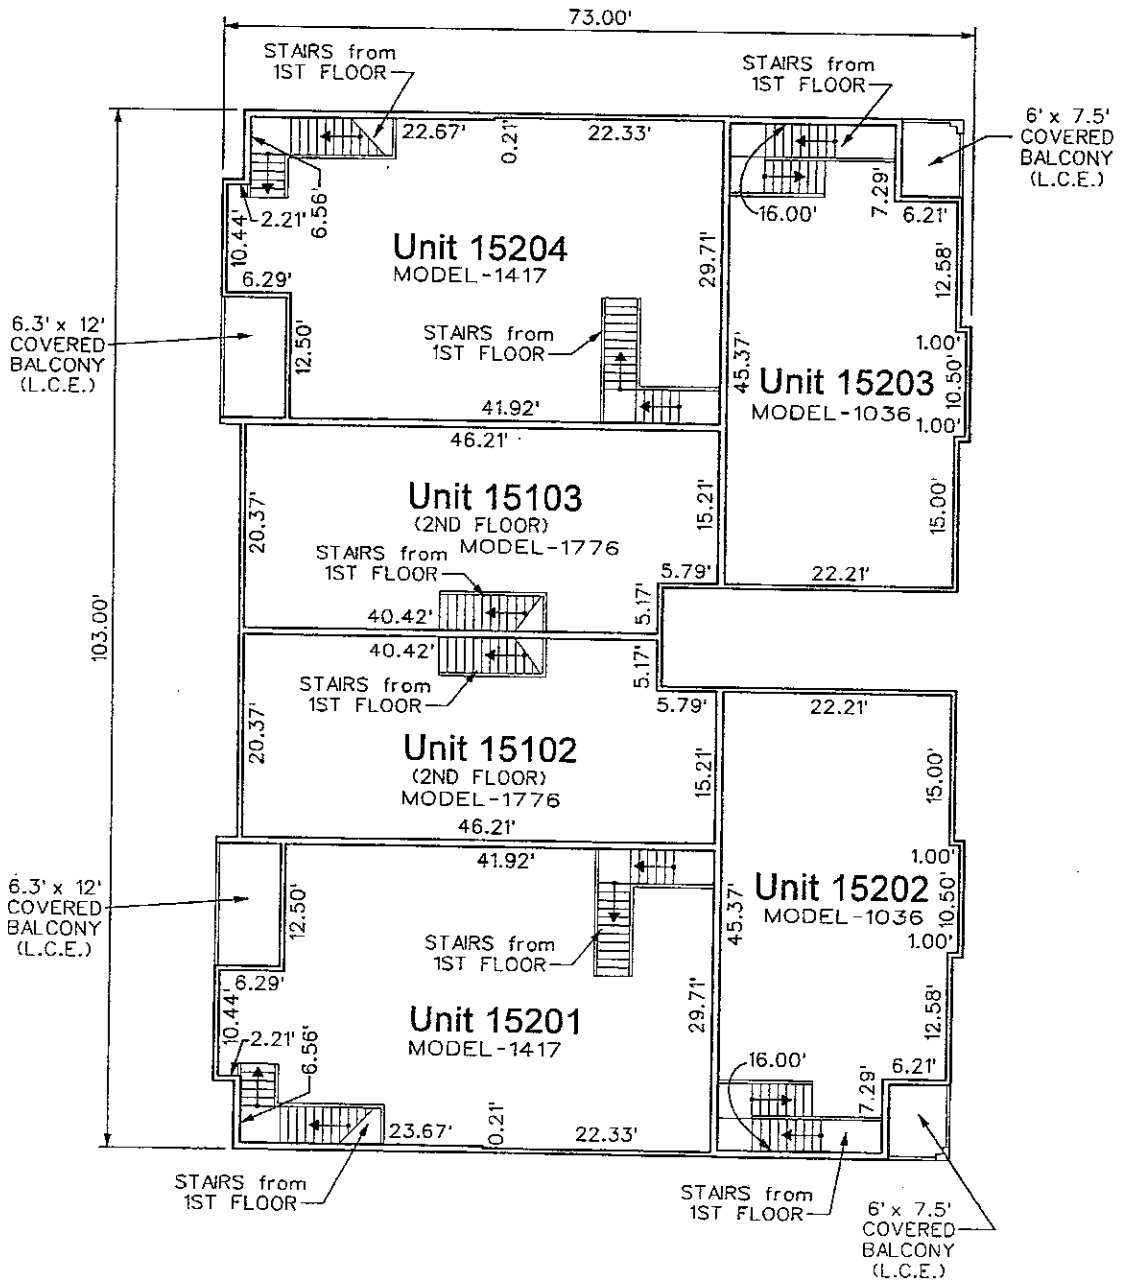 73.00'
STAIRS from
1ST FLOOR
STAIRS from
1ST FLOOR
6' x 7.5'
COVERED
BALCONY
(L.C.E.)
22.67'
0.21'
22.33'
7.29'
16.00'
6.21'
2.21'
6.56'
10.44'
6.29'
Unit 15204
MODEL-1417
29.71'
12.58'
6.3' x 12'
COVERED
BALCONY
(L.C.E.)
12.50'
STAIRS from
1ST FLOOR
41.92'
45.37'
1.00'
Unit 15203
MODEL-1036
10.50'
1.00'
46.21'
Unit 15103
(2ND FLOOR)
MODEL-1776
20.37'
15.21'
15.00'
STAIRS from
1ST FLOOR
5.79'
22.21'
5.17'
40.42'
103.00'
40.42'
5.17'
STAIRS from
1ST FLOOR
5.79'
22.21'
20.37'
Unit 15102
(2ND FLOOR)
MODEL-1776
15.21'
15.00'
46.21'
41.92'
1.00'
6.3' x 12'
COVERED
BALCONY
(L.C.E.)
12.50'
45.37'
Unit 15202
MODEL-1036
10.50'
1.00'
STAIRS from
1ST FLOOR
6.29'
10.44'
Unit 15201
MODEL-1417
29.71'
12.58'
2.21'
6.56'
16.00'
6.21'
7.29'
23.67'
0.21'
22.33'
STAIRS from
1ST FLOOR
STAIRS from
1ST FLOOR
6' x 7.5'
COVERED
BALCONY
(L.C.E.)